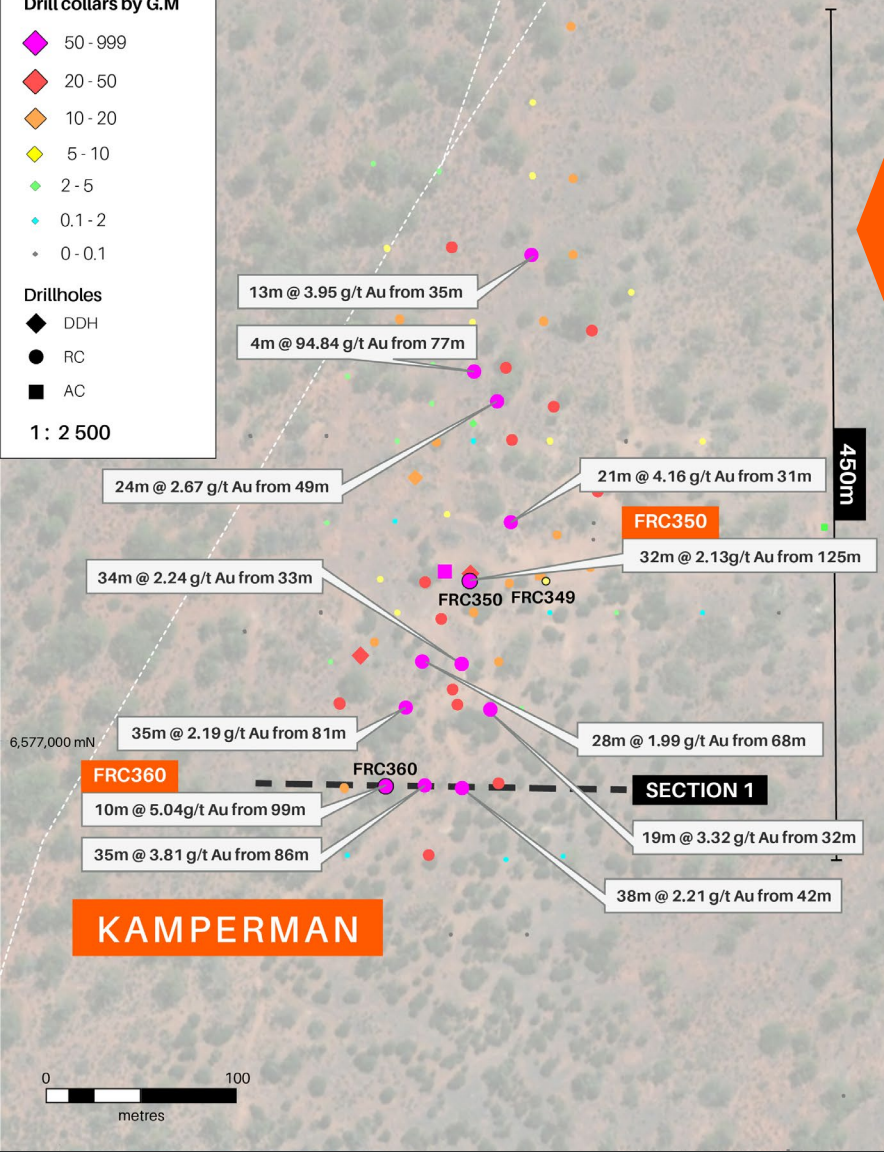 Drill collars by G.M
50 - 999
20 - 50
10 - 20
5 - 10
2 - 5
0.1 - 2
0 - 0.1
Drillholes
DDH
RC
AC
1 : 2 500
13m @ 3.95 g/t Au from 35m
4m @ 94.84 g/t Au from 77m
24m @ 2.67 g/t Au from 49m
21m @ 4.16 g/t Au from 31m
450m
FRC350
32m @ 2.13g/t Au from 125m
34m @ 2.24 g/t Au from 33m
FRC350
FRC349
35m @ 2.19 g/t Au from 81m
28m @ 1.99 g/t Au from 68m
6,577,000 mN
FRC360
FRC360
10m @ 5.04g/t Au from 99m
SECTION 1
19m @ 3.32 g/t Au from 32m
35m @ 3.81 g/t Au from 86m
38m @ 2.21 g/t Au from 42m
KAMPERMAN
0
100
metres